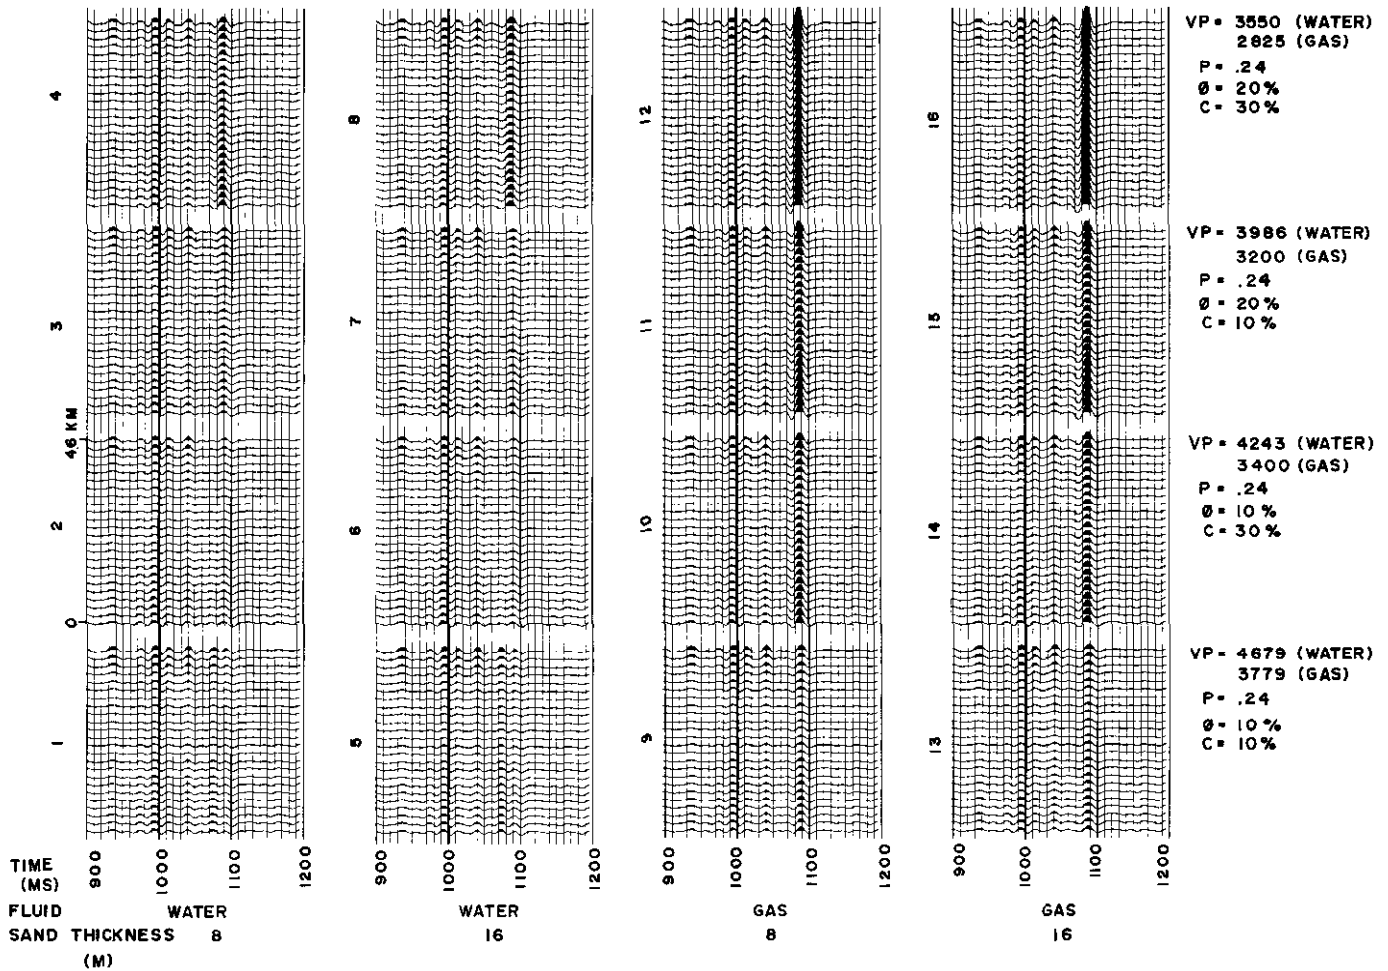 VP = 3550 (WATER)
2825 (GAS)
P = .24
Ø = 20%
C = 30%
4
8
12
16
VP = 3986 (WATER)
3200 (GAS)
P = .24
Ø = 20%
C = 10%
3
7
11
15
4.6 KM
VP = 4243 (WATER)
3400 (GAS)
P = .24
Ø = 10%
C = 30%
2
6
10
14
0
VP = 4679 (WATER)
3779 (GAS)
P = .24
Ø = 10%
C = 10%
1
5
9
13
TIME (MS) 900 1000 1100 1200 900 1000 1100 1200 900 1000 1100 1200 900 1000 1100 1200
FLUID WATER WATER GAS GAS
SAND THICKNESS 8 16 8 16
(M)